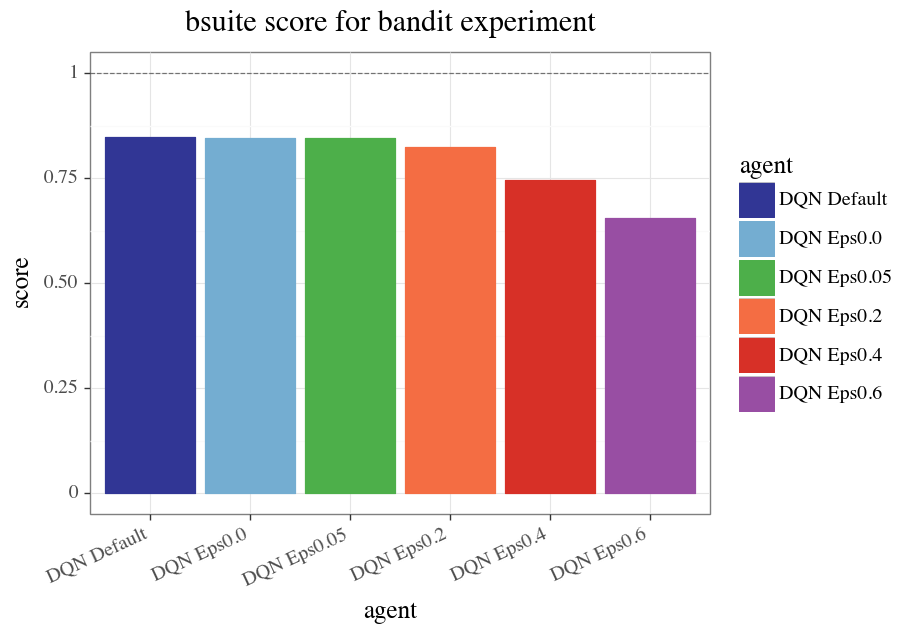 bsuite score for bandit experiment
1
0.75
0.50
0.25
0
score
DQN Default
DQN Eps0.0
DQN Eps0.05
DQN Eps0.2
DQN Eps0.4
DQN Eps0.6
agent
agent
DQN Default
DQN Eps0.0
DQN Eps0.05
DQN Eps0.2
DQN Eps0.4
DQN Eps0.6